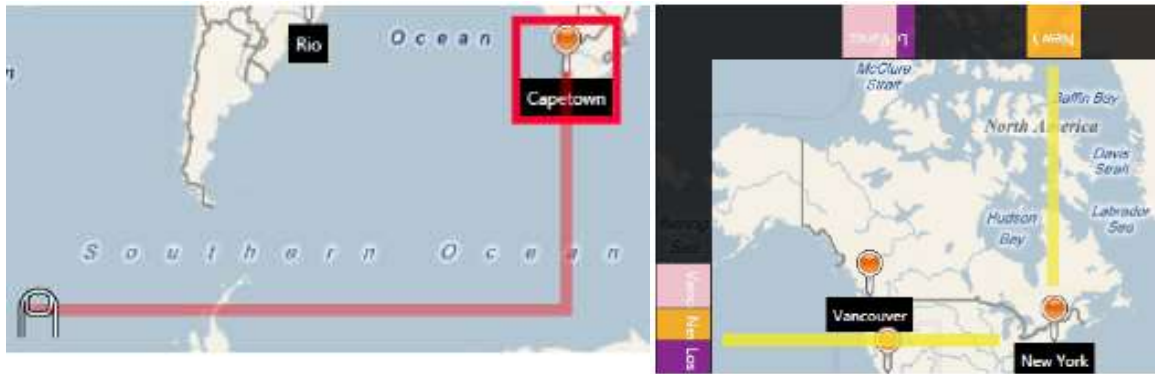 Rio
Ocean
Capetown
Southern Ocean
McClure
Strait
Baffin Bay
North America
Davis
Strait
Labrador
Sea
Hudson
Bay
Vancouver
New York
Los